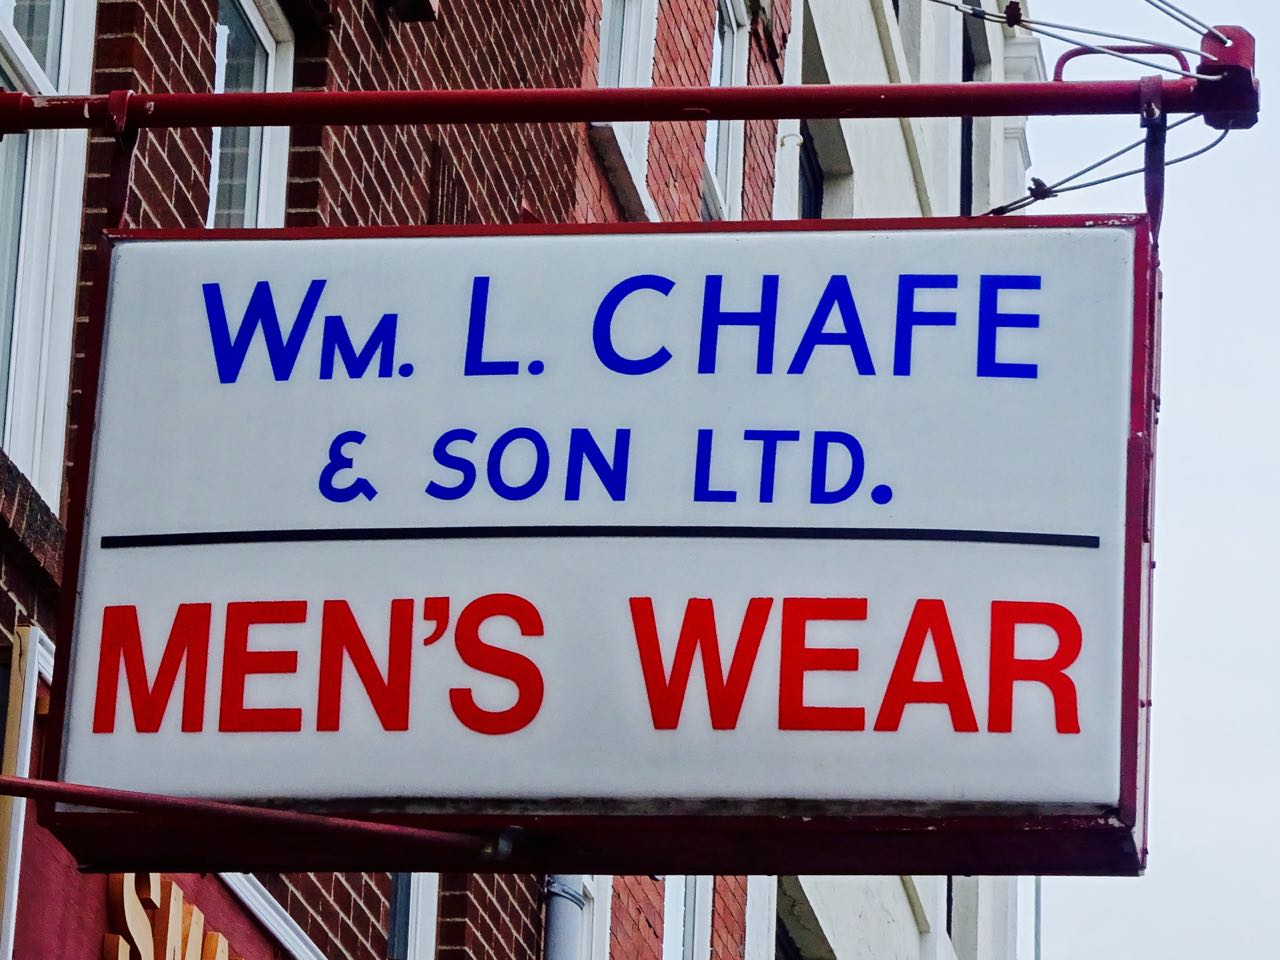 WM. L. CHAFE
& SON LTD.
MEN'S WEAR